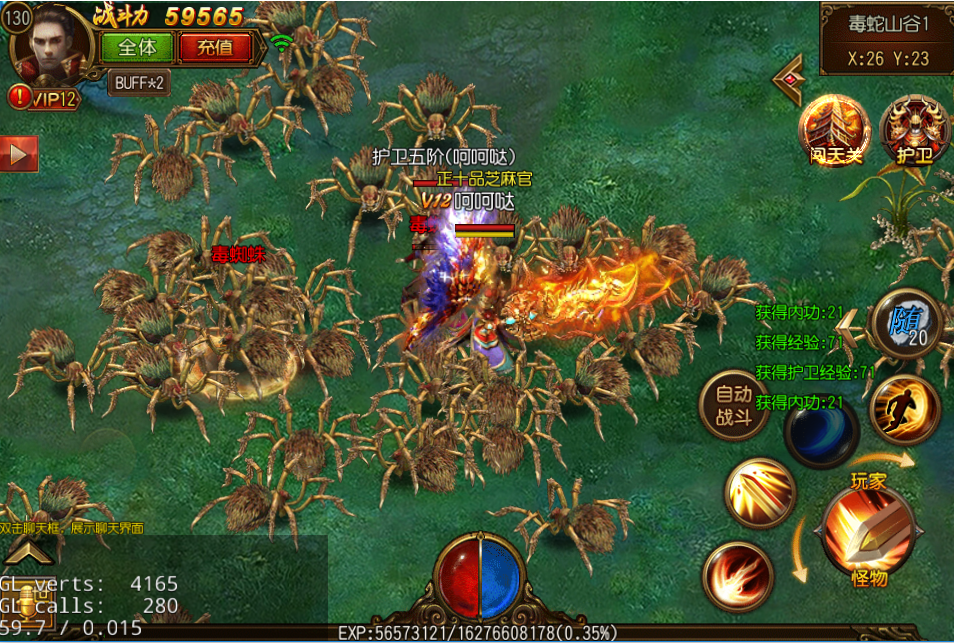 130
战斗力 59565
全体
充值
BUFF*2
VIP12
毒蛇山谷1
X:26 Y:23
闯天关
护卫
护卫五阶(呵呵哒)
正十品芝麻官
V12呵呵哒
毒蜘蛛
获得内功:21
获得经验:71
获得护卫经验:71
获得内功:21
随
20
自动
战斗
玩家
怪物
双击聊天框，展示聊天界面
GL verts: 4165
GL calls: 280
59.7 / 0.015
EXP:56573121/16276608178(0.35%)